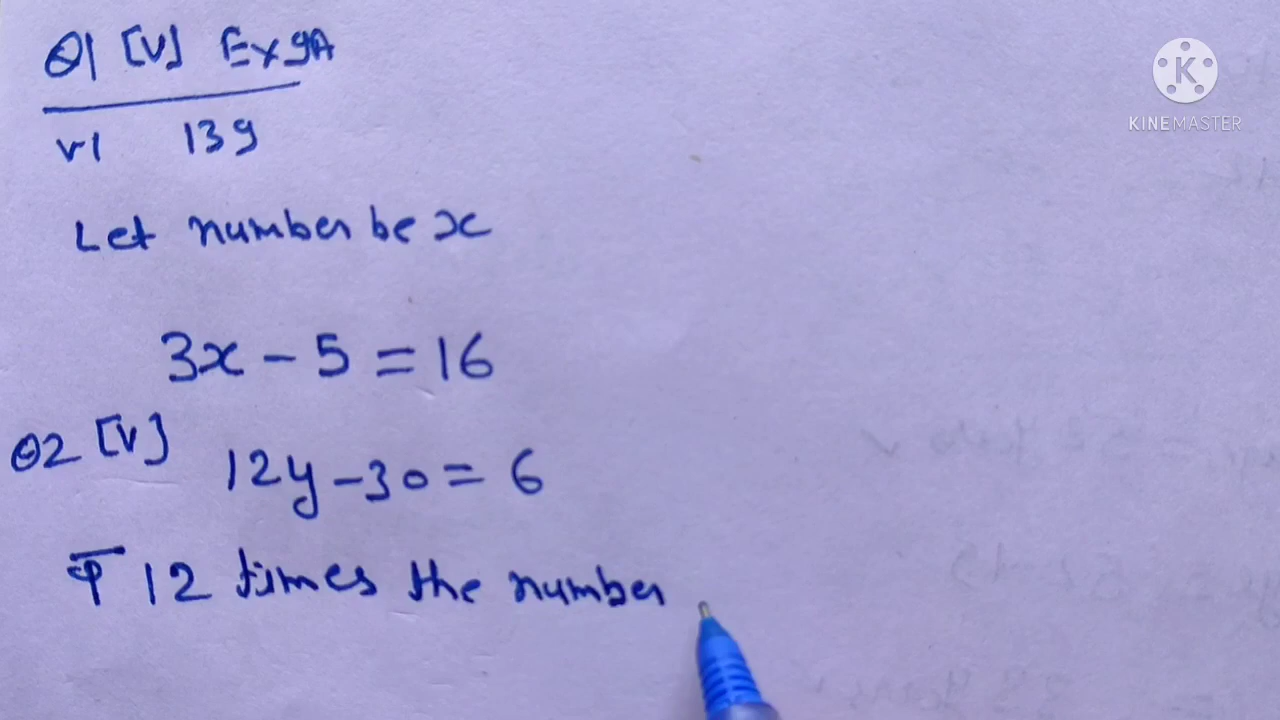 Q1 [V] Ex 9A
VI 139
Let number be x
3x - 5 = 16
Q2 [V] 12y - 30 = 6
12 times the number
KINEMASTER